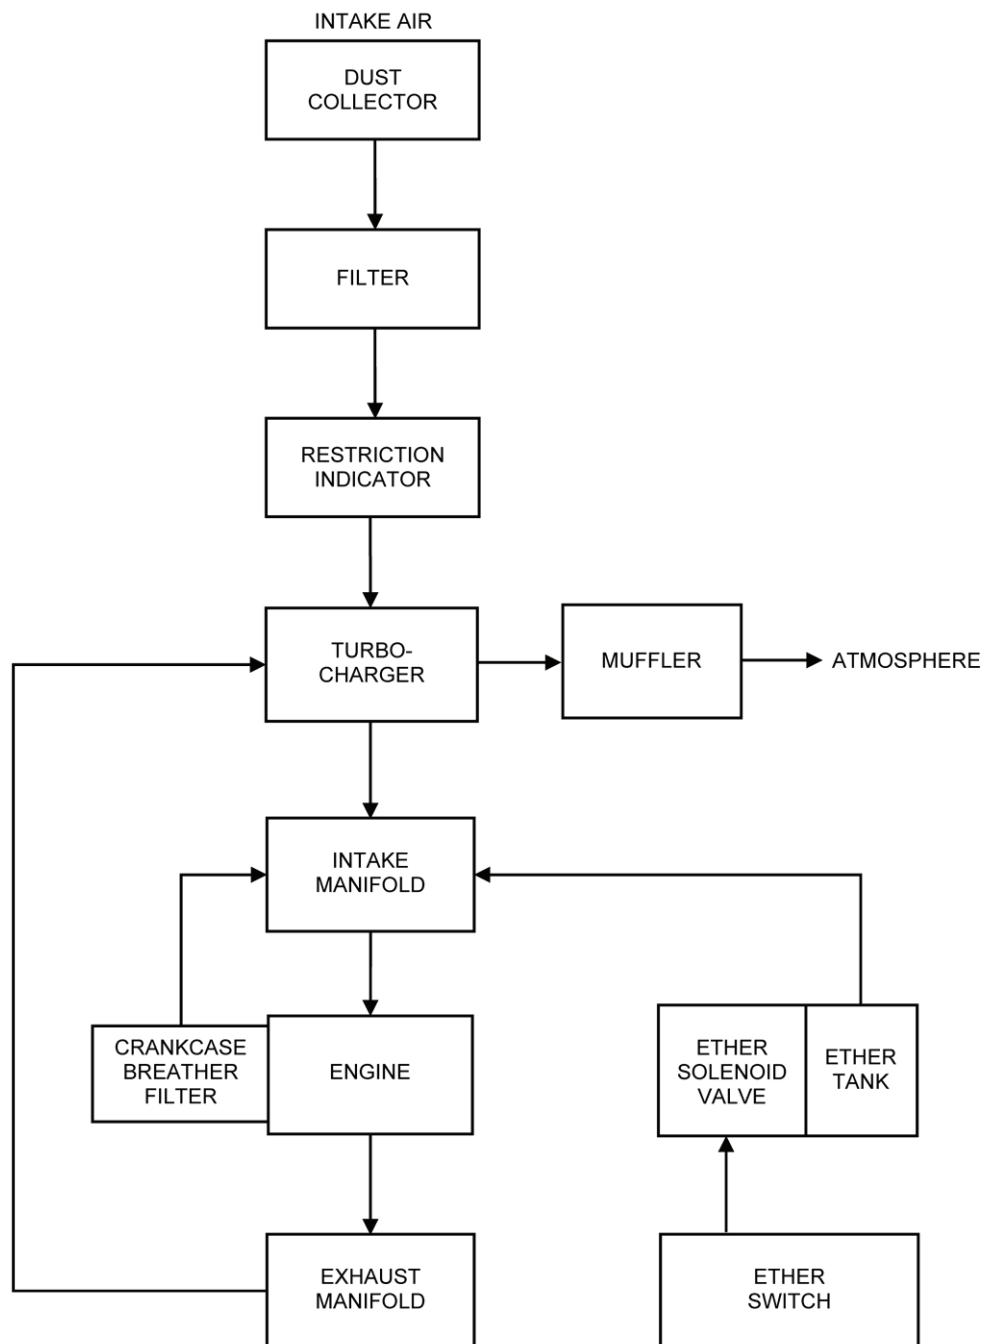 INTAKE AIR
DUST
COLLECTOR
FILTER
RESTRICTION
INDICATOR
TURBO-
CHARGER
MUFFLER
ATMOSPHERE
INTAKE
MANIFOLD
CRANKCASE
BREATHER
FILTER
ENGINE
ETHER
SOLENOID
VALVE
ETHER
TANK
EXHAUST
MANIFOLD
ETHER
SWITCH